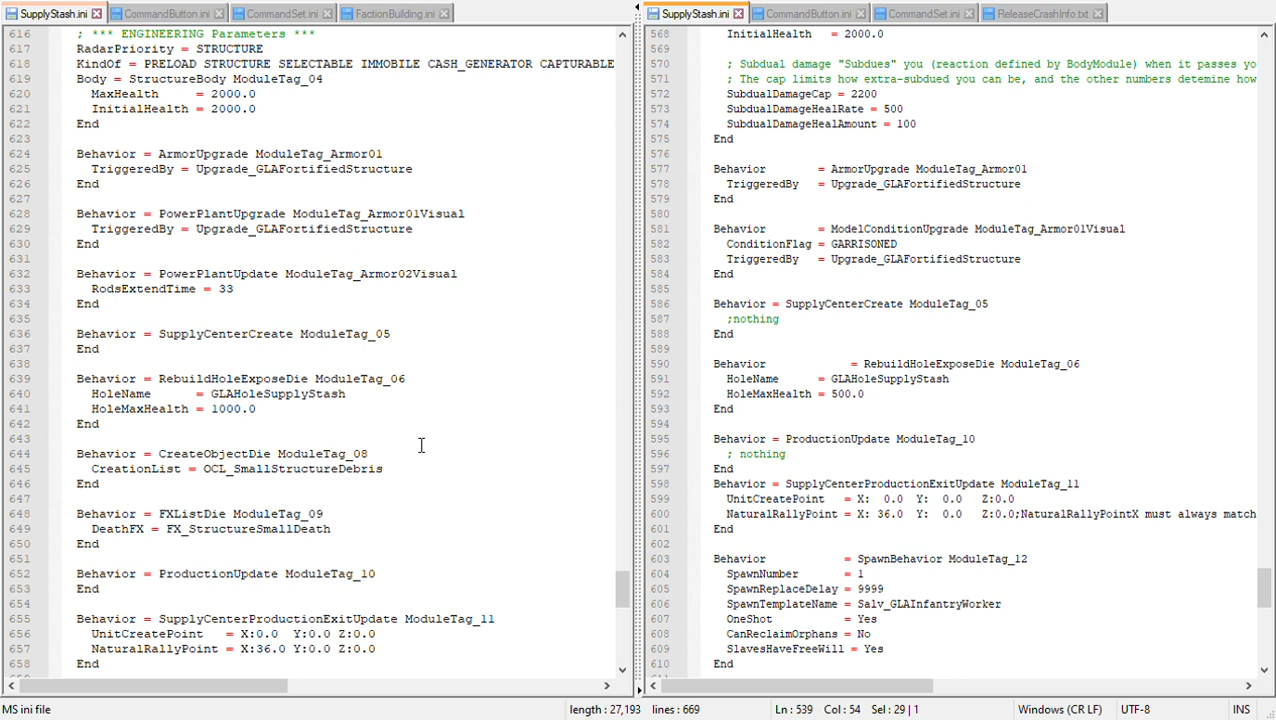 SupplyStash.ini
CommandButton.ini
CommandSet.ini
FactionBuilding.ini
616 ; *** ENGINEERING Parameters ***
617 RadarPriority = STRUCTURE
618 KindOf = PRELOAD STRUCTURE SELECTABLE IMMOBILE CASH_GENERATOR CAPTURABLE
619 Body = StructureBody ModuleTag_04
620 MaxHealth = 2000.0
621 InitialHealth = 2000.0
622 End
623
624 Behavior = ArmorUpgrade ModuleTag_Armor01
625 TriggeredBy = Upgrade_GLAFortifiedStructure
626 End
627
628 Behavior = PowerPlantUpgrade ModuleTag_Armor01Visual
629 TriggeredBy = Upgrade_GLAFortifiedStructure
630 End
631
632 Behavior = PowerPlantUpdate ModuleTag_Armor02Visual
633 RodsExtendTime = 33
634 End
635
636 Behavior = SupplyCenterCreate ModuleTag_05
637 End
638
639 Behavior = RebuildHoleExposeDie ModuleTag_06
640 HoleName = GLAHoleSupplyStash
641 HoleMaxHealth = 1000.0
642 End
643
644 Behavior = CreateObjectDie ModuleTag_08
645 CreationList = OCL_SmallStructureDebris
646 End
647
648 Behavior = FXListDie ModuleTag_09
649 DeathFX = FX_StructureSmallDeath
650 End
651
652 Behavior = ProductionUpdate ModuleTag_10
653 End
654
655 Behavior = SupplyCenterProductionExitUpdate ModuleTag_11
656 UnitCreatePoint = X:0.0 Y:0.0 Z:0.0
657 NaturalRallyPoint = X:36.0 Y:0.0 Z:0.0
658 End
SupplyStash.ini
CommandButton.ini
CommandSet.ini
ReleaseCrashInfo.txt
568 InitialHealth = 2000.0
569
570 ; Subdual damage "Subdues" you (reaction defined by BodyModule) when it passes yo
571 ; The cap limits how extra-subdued you can be, and the other numbers detemine how
572 SubdualDamageCap = 2200
573 SubdualDamageHealRate = 500
574 SubdualDamageHealAmount = 100
575 End
576
577 Behavior = ArmorUpgrade ModuleTag_Armor01
578 TriggeredBy = Upgrade_GLAFortifiedStructure
579 End
580
581 Behavior = ModelConditionUpgrade ModuleTag_Armor01Visual
582 ConditionFlag = GARRISONED
583 TriggeredBy = Upgrade_GLAFortifiedStructure
584 End
585
586 Behavior = SupplyCenterCreate ModuleTag_05
587 ;nothing
588 End
589
590 Behavior = RebuildHoleExposeDie ModuleTag_06
591 HoleName = GLAHoleSupplyStash
592 HoleMaxHealth = 500.0
593 End
594
595 Behavior = ProductionUpdate ModuleTag_10
596 ; nothing
597 End
598 Behavior = SupplyCenterProductionExitUpdate ModuleTag_11
599 UnitCreatePoint = X: 0.0 Y: 0.0 Z:0.0
600 NaturalRallyPoint = X: 36.0 Y: 0.0 Z:0.0;NaturalRallyPointX must always match
601 End
602
603 Behavior = SpawnBehavior ModuleTag_12
604 SpawnNumber = 1
605 SpawnReplaceDelay = 9999
606 SpawnTemplateName = Salv_GLAInfantryWorker
607 OneShot = Yes
608 CanReclaimOrphans = No
609 SlavesHaveFreeWill = Yes
610 End
MS ini file length : 27,193 lines : 669 Ln : 539 Col : 54 Sel : 29 | 1 Windows (CR LF) UTF-8 INS